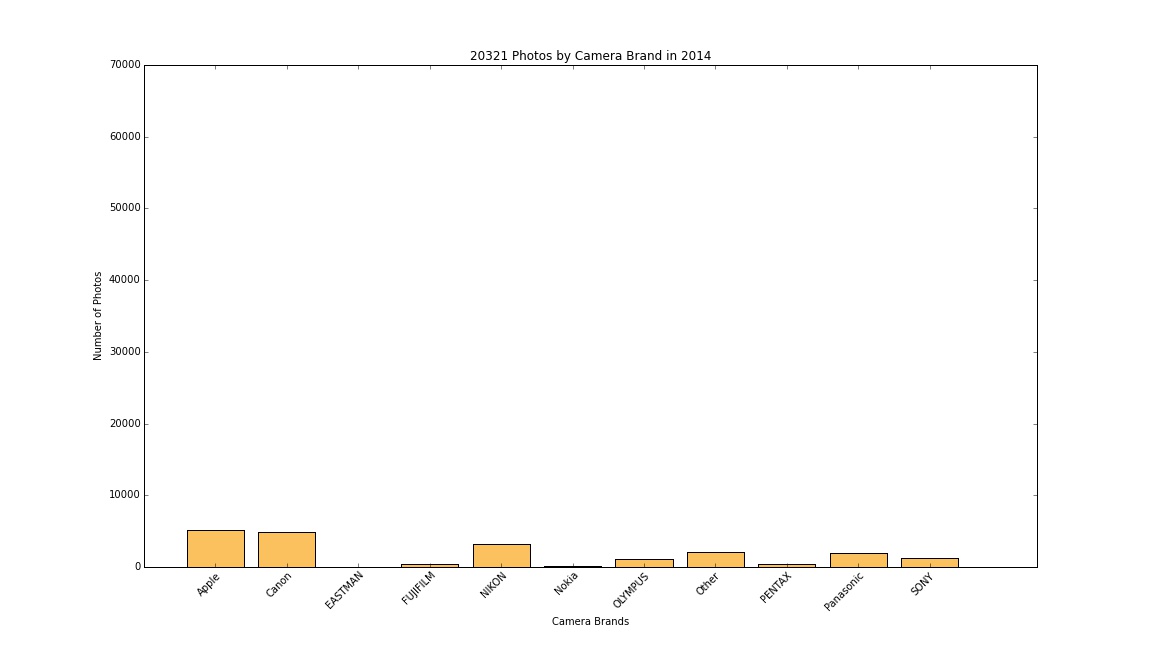 20321 Photos by Camera Brand in 2014
70000
60000
50000
40000
30000
20000
10000
0
Number of Photos
Apple
Canon
EASTMAN
FUJIFILM
NIKON
Nokia
OLYMPUS
Other
PENTAX
Panasonic
SONY
Camera Brands